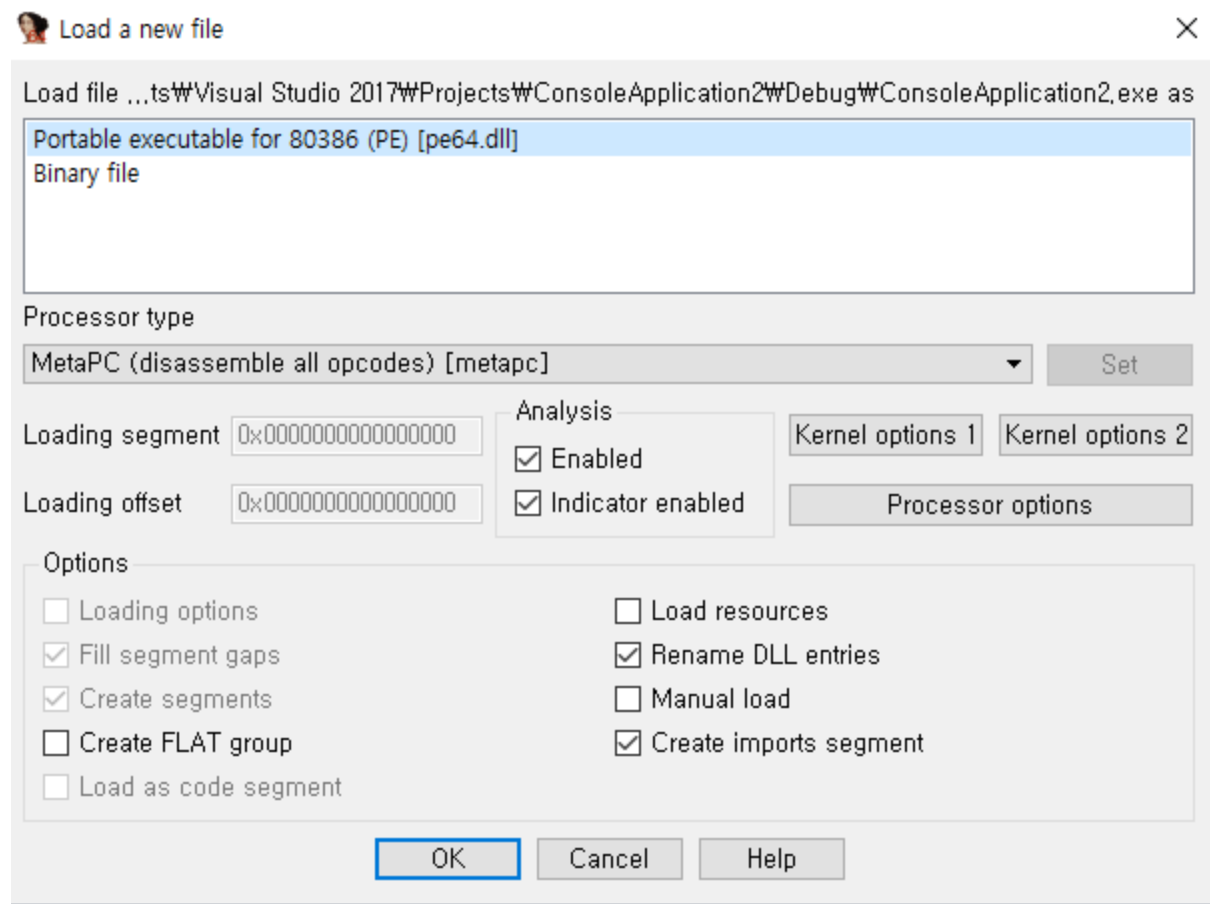 Load a new file
Load file ...ts₩Visual Studio 2017₩Projects₩ConsoleApplication2₩Debug₩ConsoleApplication2.exe as
Portable executable for 80386 (PE) [pe64.dll]
Binary file
Processor type
MetaPC (disassemble all opcodes) [metapc]
Set
Loading segment 0x0000000000000000
Loading offset 0x0000000000000000
Analysis
Enabled
Indicator enabled
Kernel options 1 Kernel options 2
Processor options
Options
Loading options
Fill segment gaps
Create segments
Create FLAT group
Load as code segment
Load resources
Rename DLL entries
Manual load
Create imports segment
OK Cancel Help